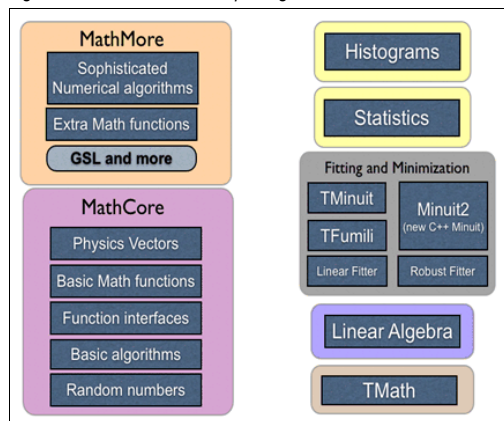 MathMore
Sophisticated
Numerical algorithms
Extra Math functions
GSL and more
MathCore
Physics Vectors
Basic Math functions
Function interfaces
Basic algorithms
Random numbers
Histograms
Statistics
Fitting and Minimization
TMinuit
TFumili
Linear Fitter
Minuit2
(new C++ Minuit)
Robust Fitter
Linear Algebra
TMath